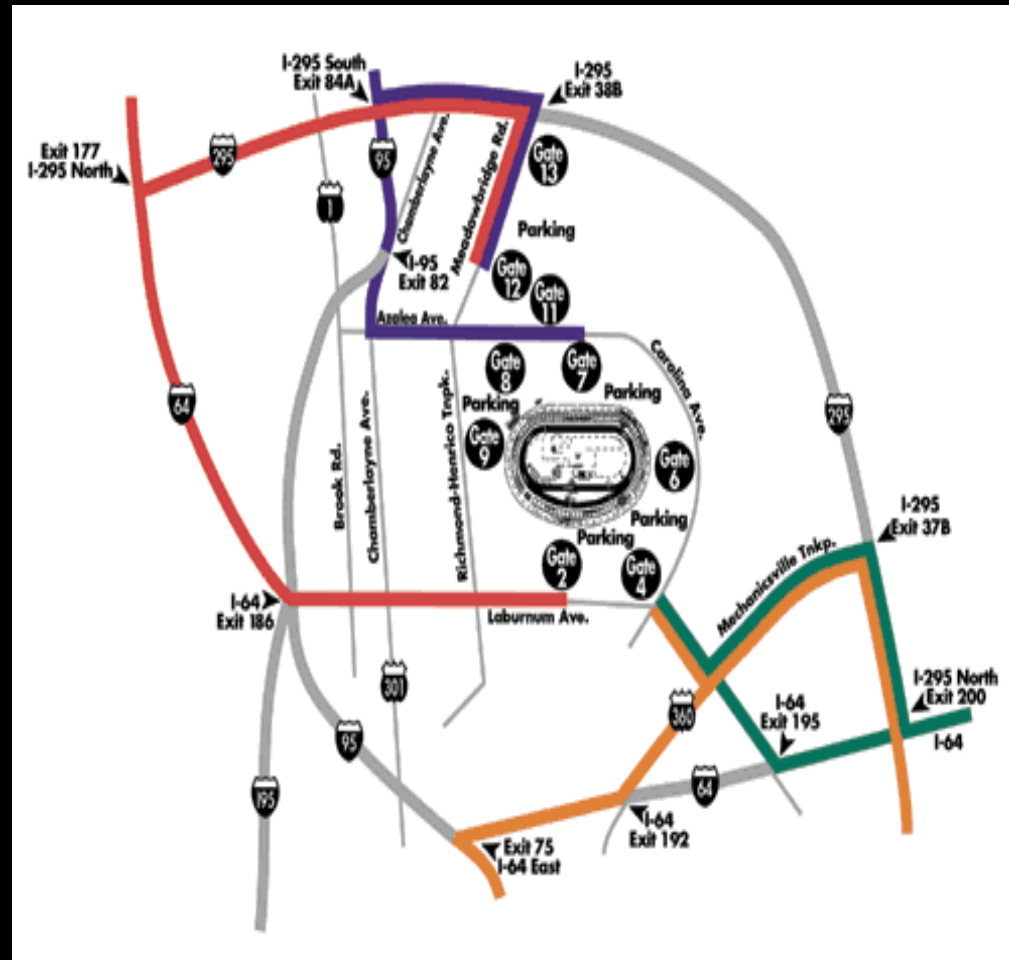 I-295 South
Exit 84A
I-295
Exit 38B
Exit 177
I-295 North
295
95
1
Chamberlayne Ave.
Meadowbridge Rd.
Gate
13
Parking
I-95
Exit 82
Gate
12
Gate
11
Azalea Ave.
Carolina Ave.
Gate
8
Gate
7
Parking
Parking
64
295
Gate
9
Gate
6
Brook Rd.
Chamberlayne Ave.
Richmond-Henrico Tnpk.
Parking
Parking
I-295
Exit 37B
Gate
2
Gate
4
Mechanicsville Tnkp.
I-64
Exit 186
Laburnum Ave.
301
360
I-64
Exit 195
I-295 North
Exit 200
I-64
95
64
195
I-64
Exit 192
Exit 75
I-64 East